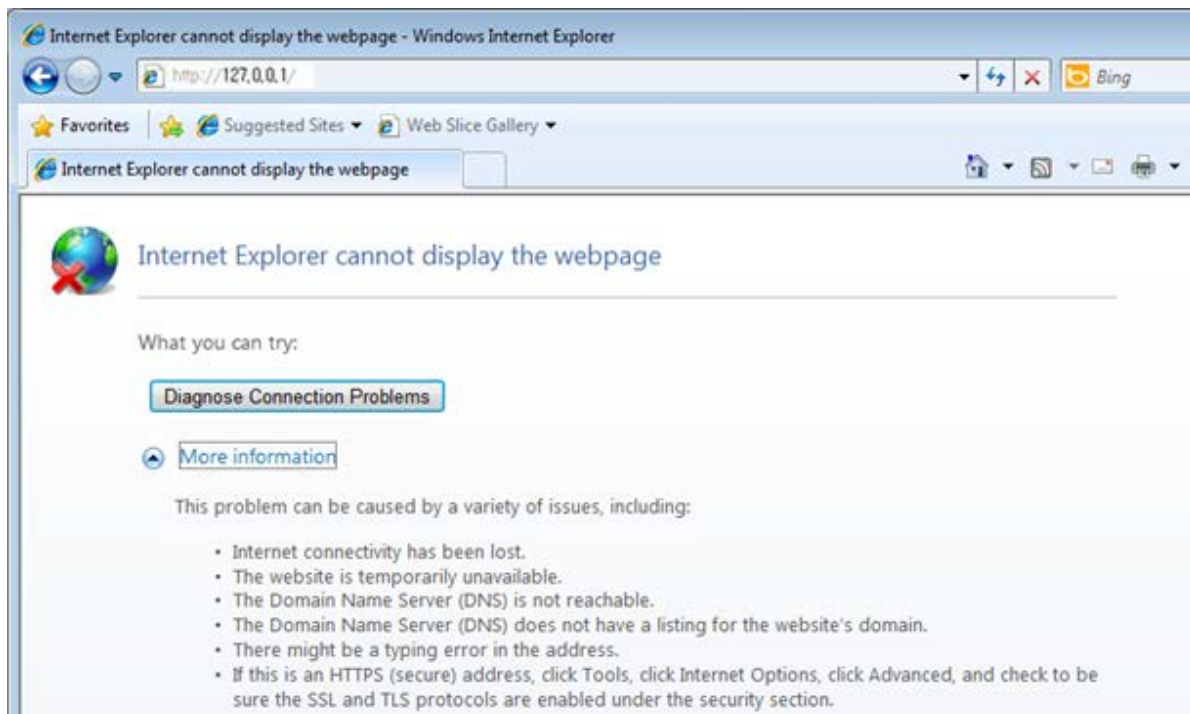 Internet Explorer cannot display the webpage - Windows Internet Explorer
http://127.0.0.1/
Bing
Favorites Suggested Sites Web Slice Gallery
Internet Explorer cannot display the webpage
Internet Explorer cannot display the webpage
What you can try:
Diagnose Connection Problems
More information
This problem can be caused by a variety of issues, including:
• Internet connectivity has been lost.
• The website is temporarily unavailable.
• The Domain Name Server (DNS) is not reachable.
• The Domain Name Server (DNS) does not have a listing for the website's domain.
• There might be a typing error in the address.
• If this is an HTTPS (secure) address, click Tools, click Internet Options, click Advanced, and check to be
sure the SSL and TLS protocols are enabled under the security section.